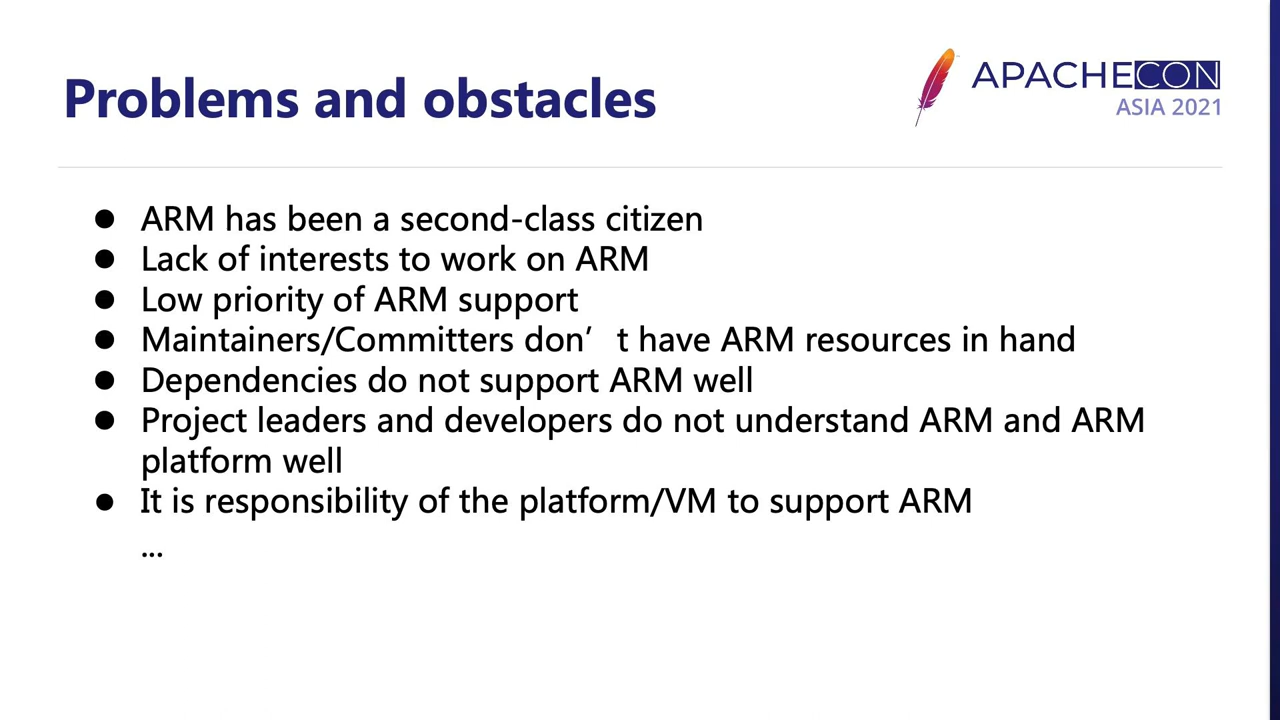 Problems and obstacles
APACHECON
ASIA 2021
● ARM has been a second-class citizen
● Lack of interests to work on ARM
● Low priority of ARM support
● Maintainers/Committers don’t have ARM resources in hand
● Dependencies do not support ARM well
● Project leaders and developers do not understand ARM and ARM
platform well
● It is responsibility of the platform/VM to support ARM
...